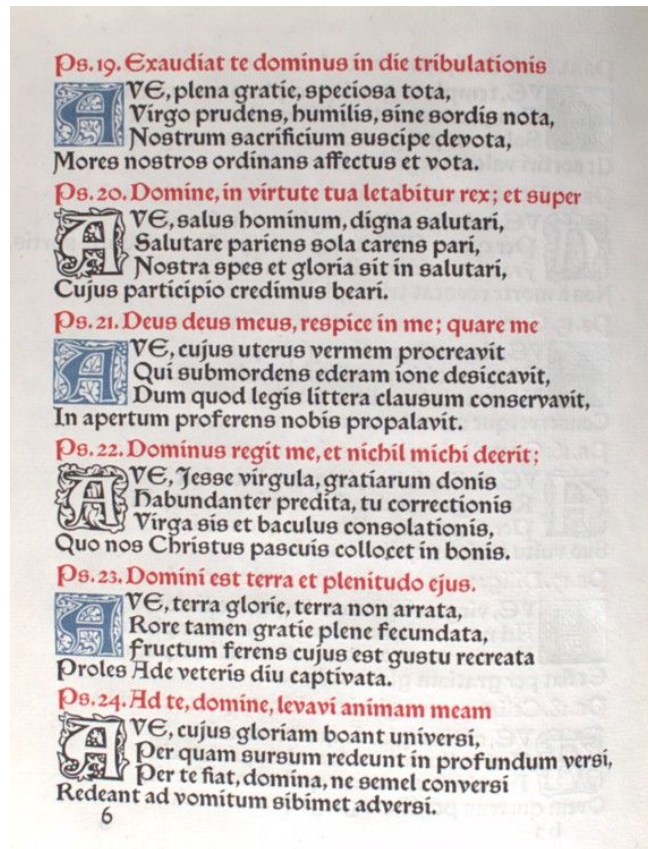 Ps.19. Exaudiat te dominus in die tribulationis
AVE, plena gratie, speciosa tota,
Virgo prudens, humilis, sine sordis nota,
Nostrum sacrificium suscipe devota,
Mores nostros ordinans affectus et vota.
Ps.20. Domine, in virtute tua letabitur rex; et super
AVE, salus hominum, digna salutari,
Salutare pariens sola carens pari,
Nostra spes et gloria sit in salutari,
Cujus participio credimus beari.
Ps.21. Deus deus meus, respice in me; quare me
AVE, cujus uterus vermem procreavit
Qui submordens ederam ione desiccavit,
Dum quod legis littera clausum conservavit,
In apertum proferens nobis propalavit.
Ps.22. Dominus regit me, et nichil michi deerit:
AVE, Jesse virgula, gratiarum donis
Habundanter predita, tu correctionis
Virga sis et baculus consolationis,
Quo nos Christus pascuis collocet in bonis.
Ps.23. Domini est terra et plenitudo ejus.
AVE, terra glorie, terra non arrata,
Rore tamen gratie plene fecundata,
Fructum ferens cujus est gustu recreata
Proles Ade veteris diu captivata.
Ps.24. Ad te, domine, levavi animam meam
AVE, cujus gloriam boant universi,
Per quam sursum redeunt in profundum versi,
Per te fiat, domina, ne semel conversi
Redeant ad vomitum sibimet adversi.
6